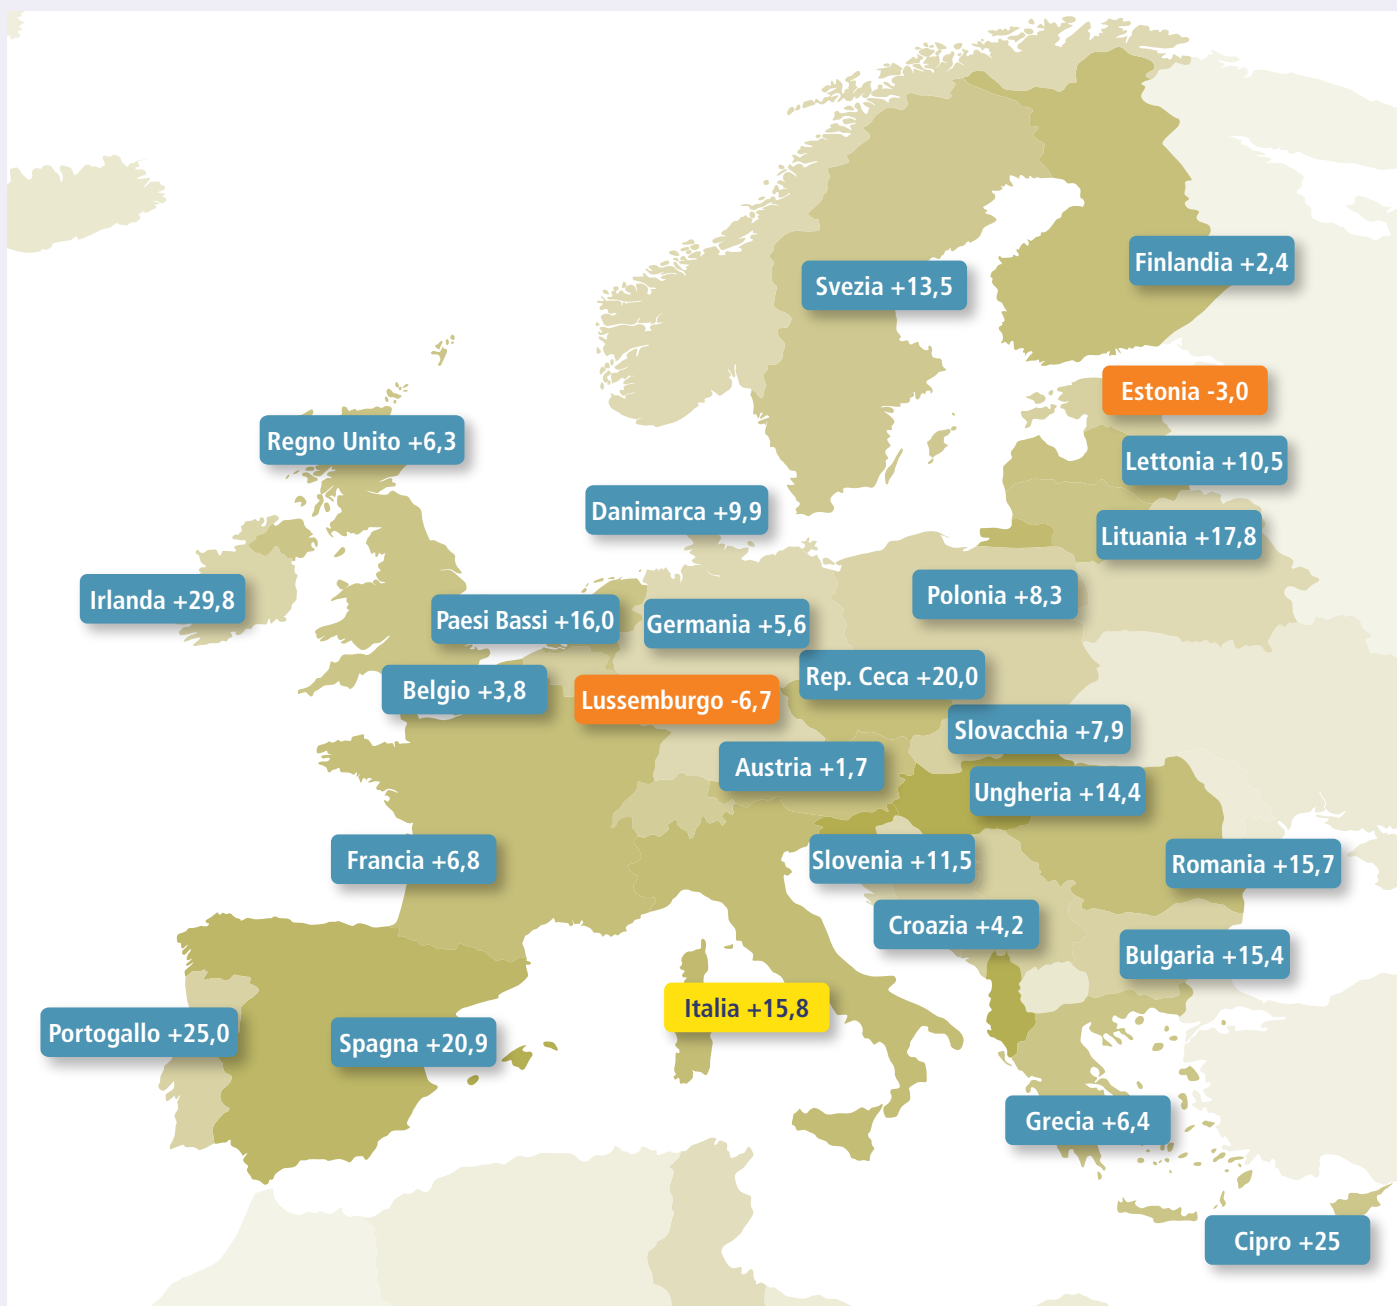 Finlandia +2,4
Svezia +13,5
Estonia -3,0
Regno Unito +6,3
Lettonia +10,5
Danimarca +9,9
Lituania +17,8
Irlanda +29,8
Polonia +8,3
Paesi Bassi +16,0
Germania +5,6
Rep. Ceca +20,0
Belgio +3,8
Lussemburgo -6,7
Slovacchia +7,9
Austria +1,7
Ungheria +14,4
Francia +6,8
Slovenia +11,5
Romania +15,7
Croazia +4,2
Bulgaria +15,4
Italia +15,8
Portogallo +25,0
Spagna +20,9
Grecia +6,4
Cipro +25